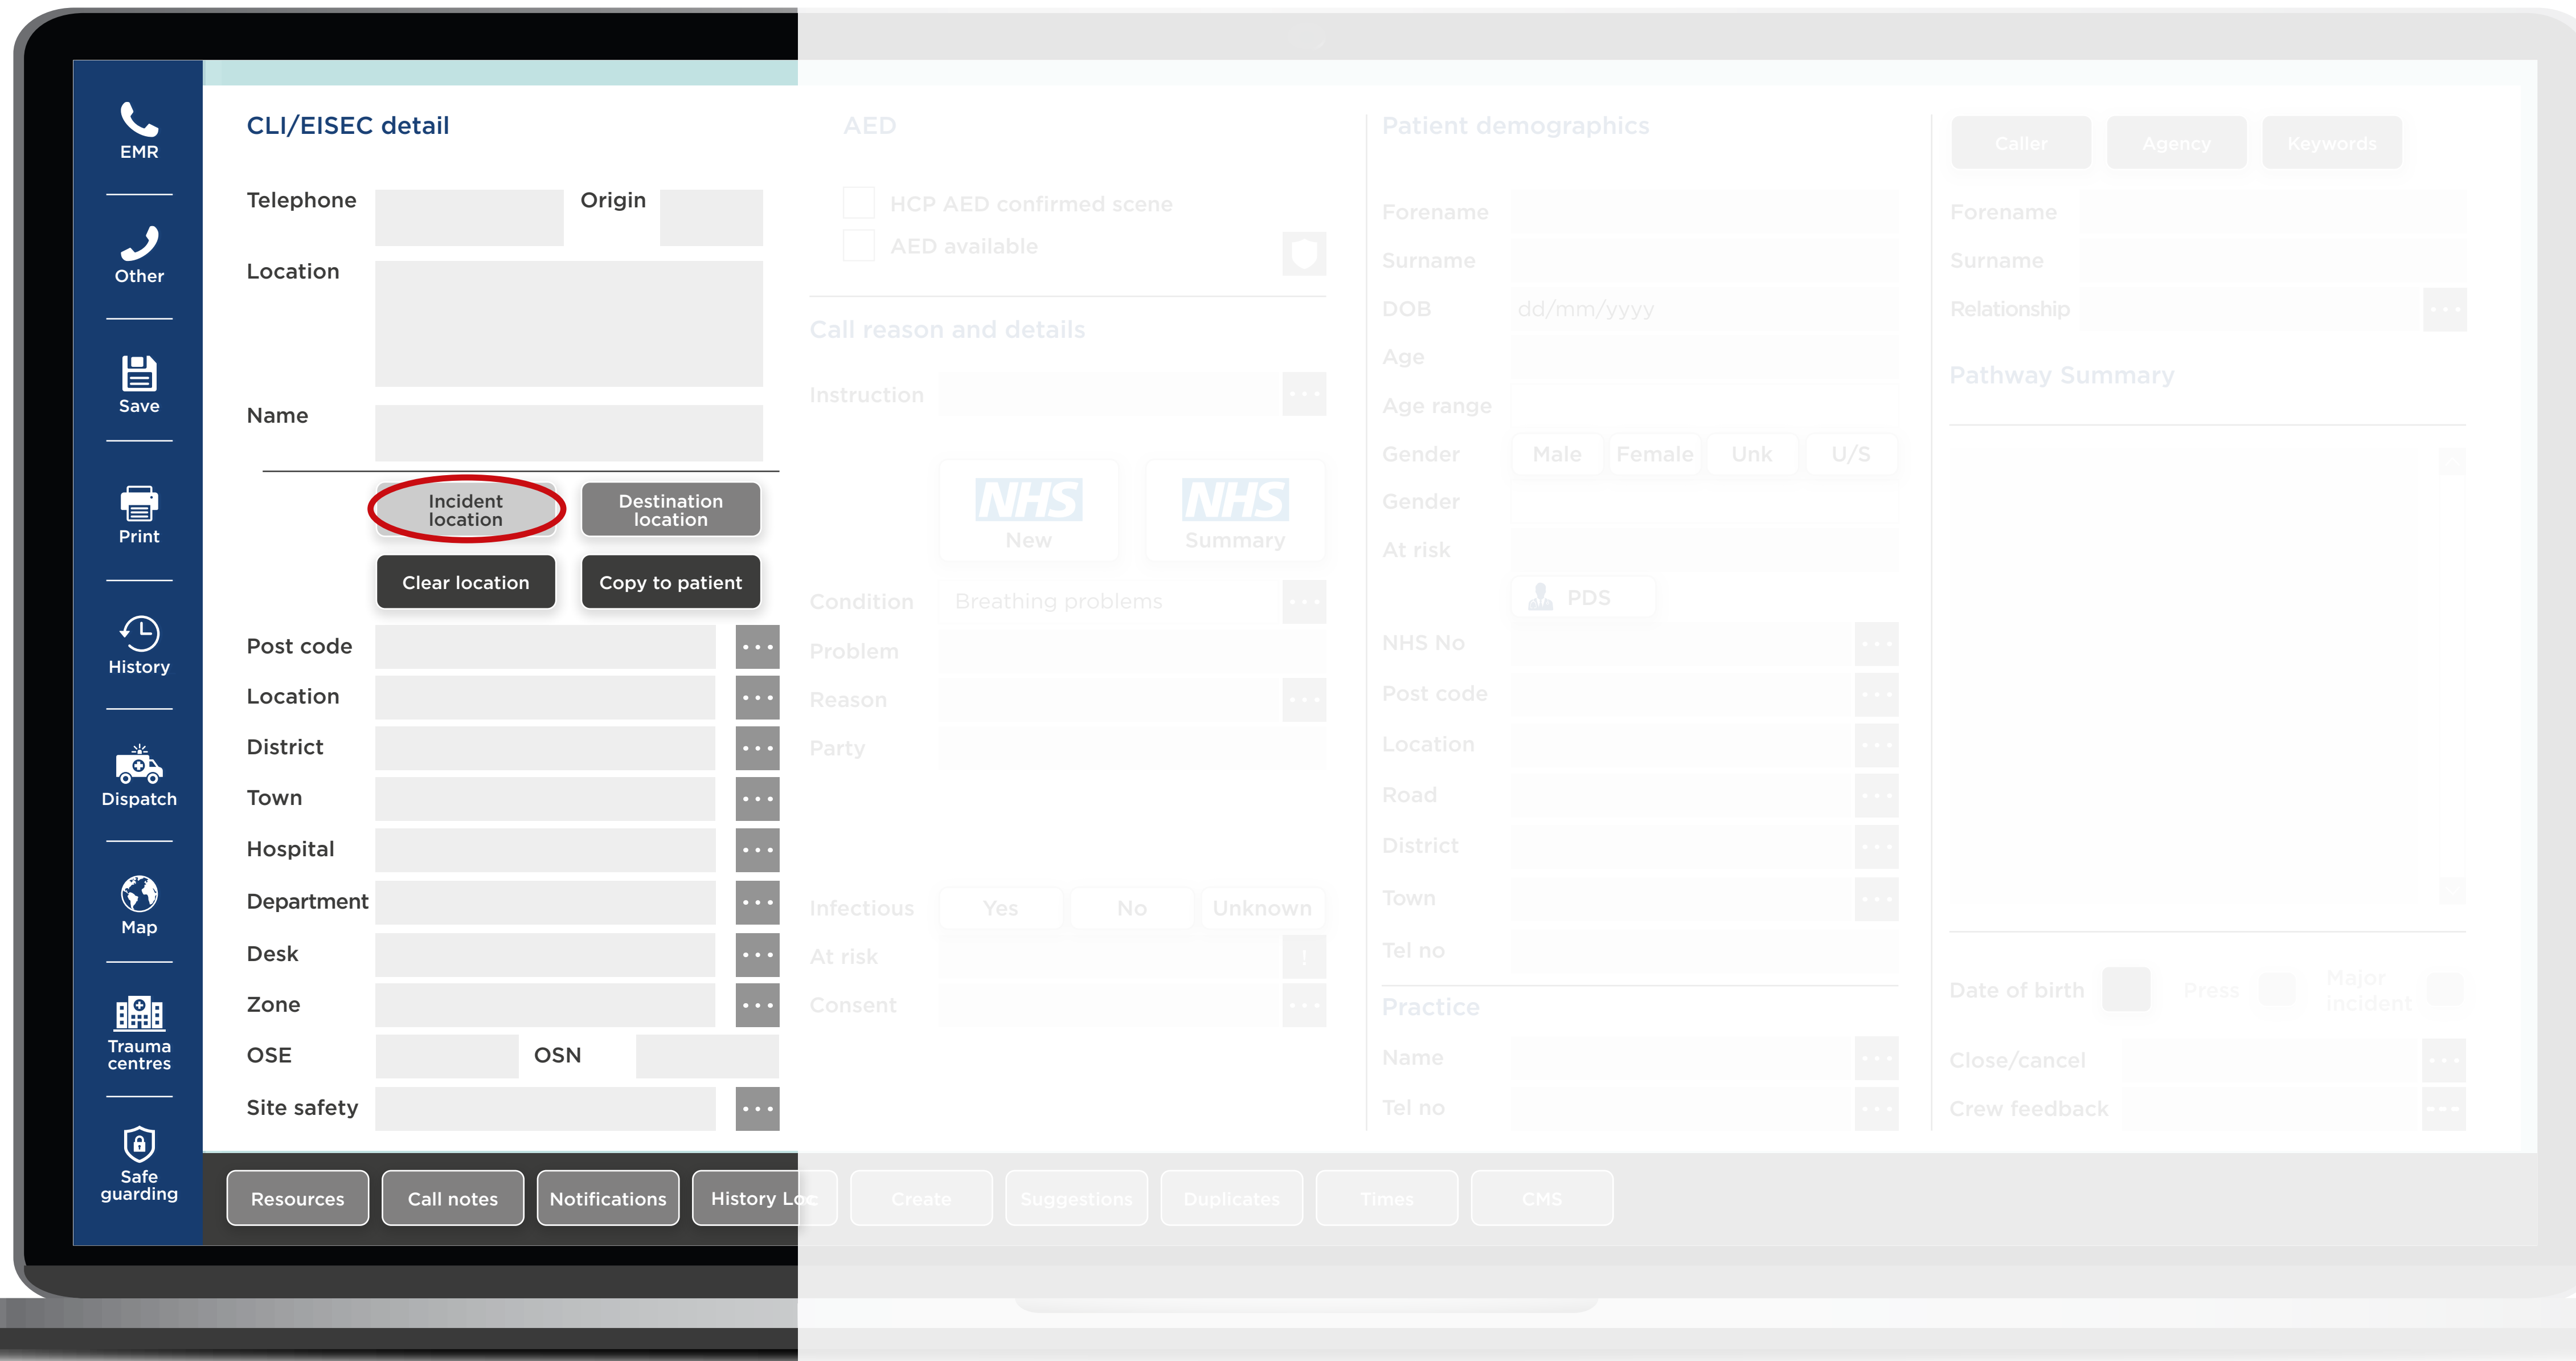 EMR
Other
Save
Print
History
Dispatch
Map
Trauma
centres
Safe
guarding
CLI/EISEC detail
Telephone
Origin
Location
Name
Incident
location
Destination
location
Clear location
Copy to patient
Post code
Location
District
Town
Hospital
Department
Desk
Zone
OSE
OSN
Site safety
AED
HCP AED confirmed scene
AED available
Call reason and details
Instruction
NHS
New
NHS
Summary
Condition
Breathing problems
Problem
Reason
Party
Infectious
Yes
No
Unknown
At risk
!
Consent
Patient demographics
Forename
Surname
DOB
dd/mm/yyyy
Age
Age range
Gender
Male
Female
Unk
U/S
Gender
At risk
PDS
NHS No
Post code
Location
Road
District
Town
Tel no
Practice
Name
Tel no
Caller
Agency
Keywords
Forename
Surname
Relationship
Pathway Summary
Date of birth
Press
Major
incident
Close/cancel
Crew feedback
Resources
Call notes
Notifications
History Loc
Create
Suggestions
Duplicates
Times
CMS